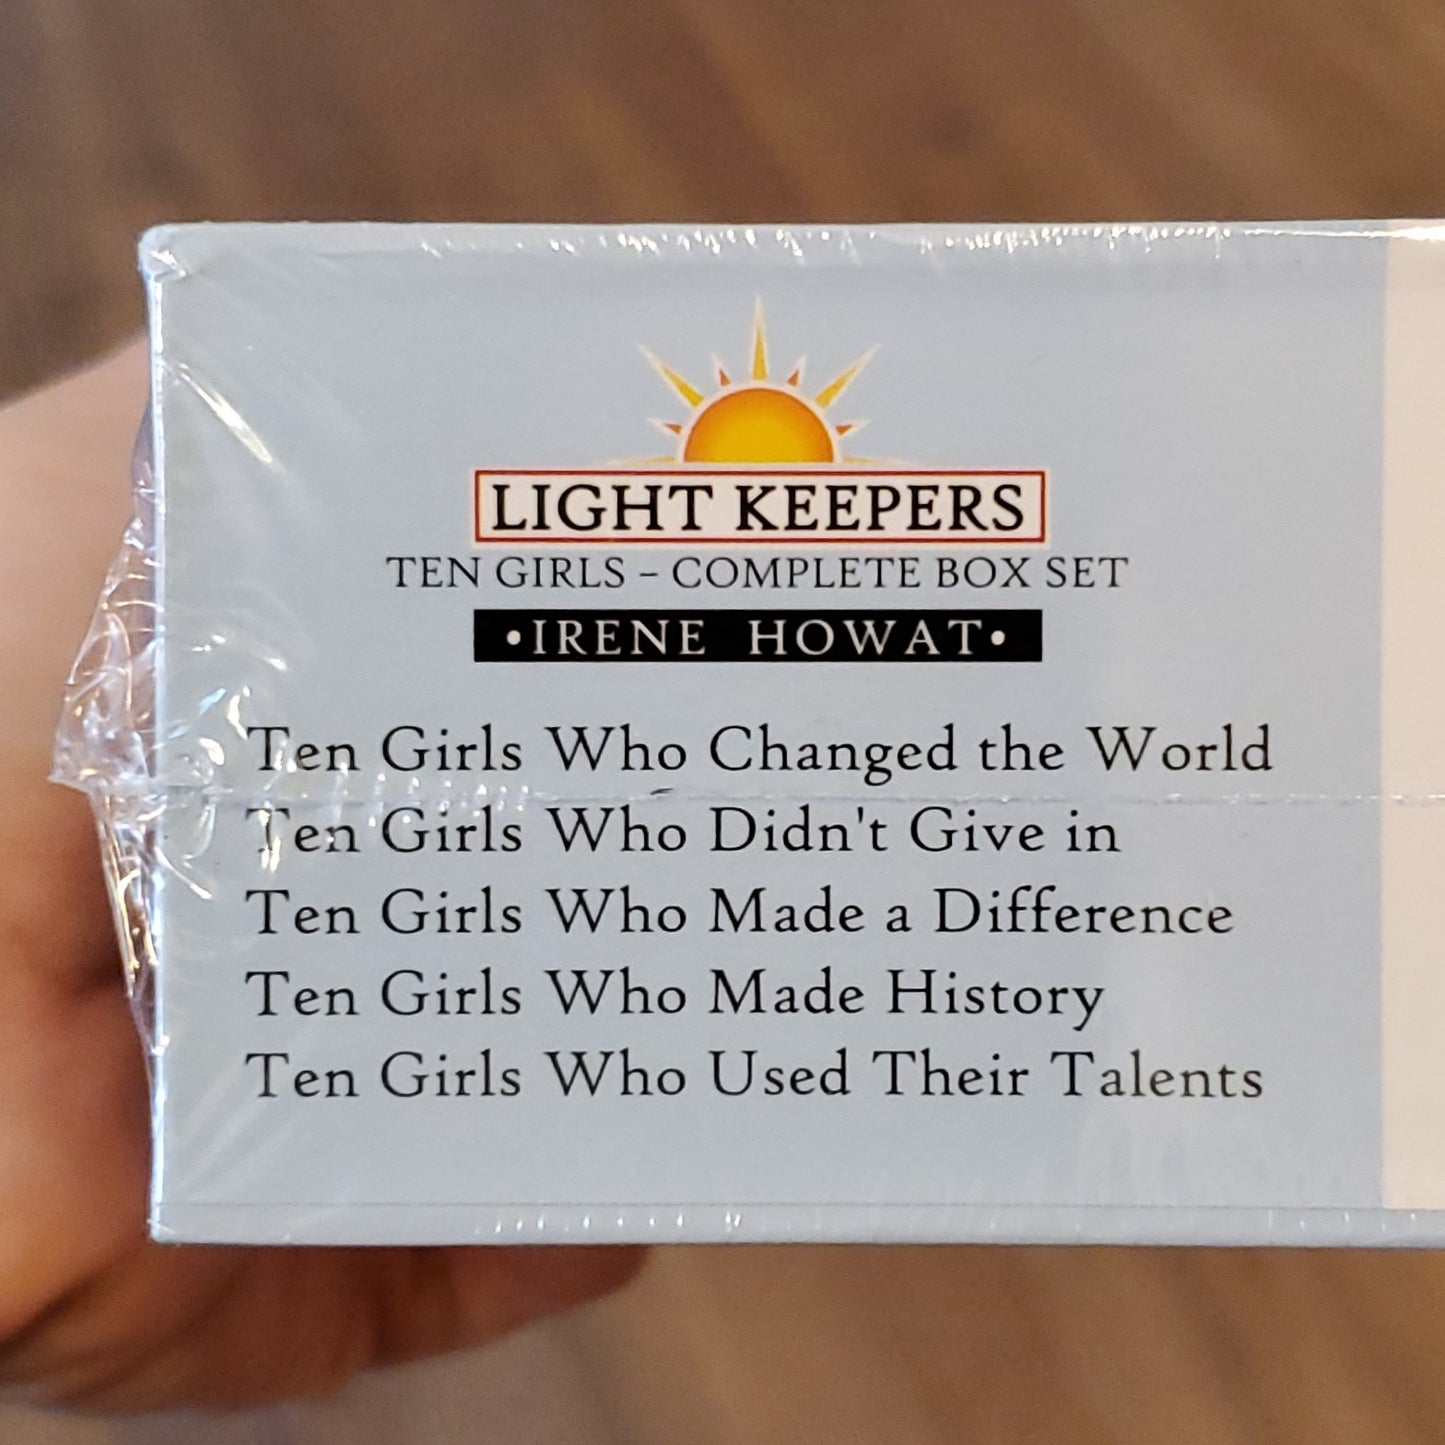 LIGHT KEEPERS
TEN GIRLS – COMPLETE BOX SET
•IRENE HOWAT•
Ten Girls Who Changed the World
Ten Girls Who Didn't Give in
Ten Girls Who Made a Difference
Ten Girls Who Made History
Ten Girls Who Used Their Talents